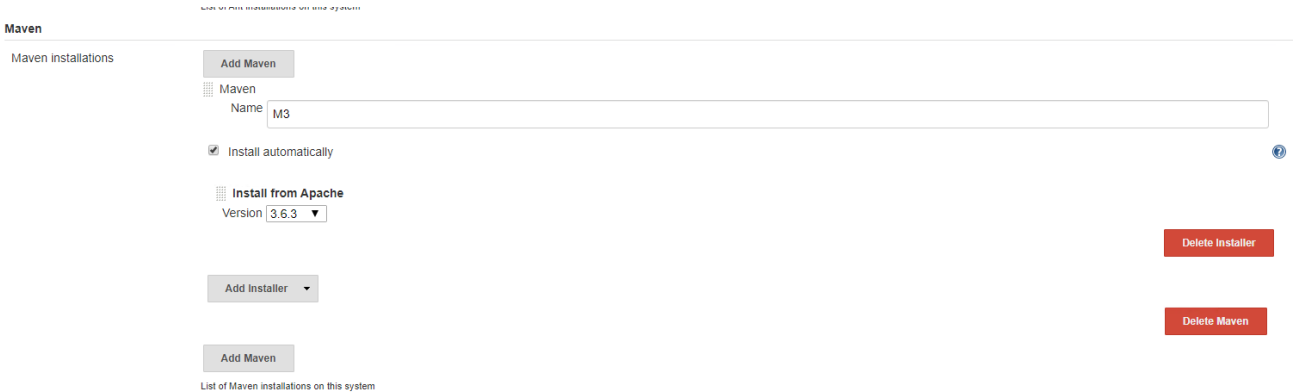 List of Ant installations on this system
Maven
Maven installations
Add Maven
Maven
Name
M3
Install automatically
Install from Apache
Version 3.6.3
Delete Installer
Add Installer
Delete Maven
Add Maven
List of Maven installations on this system